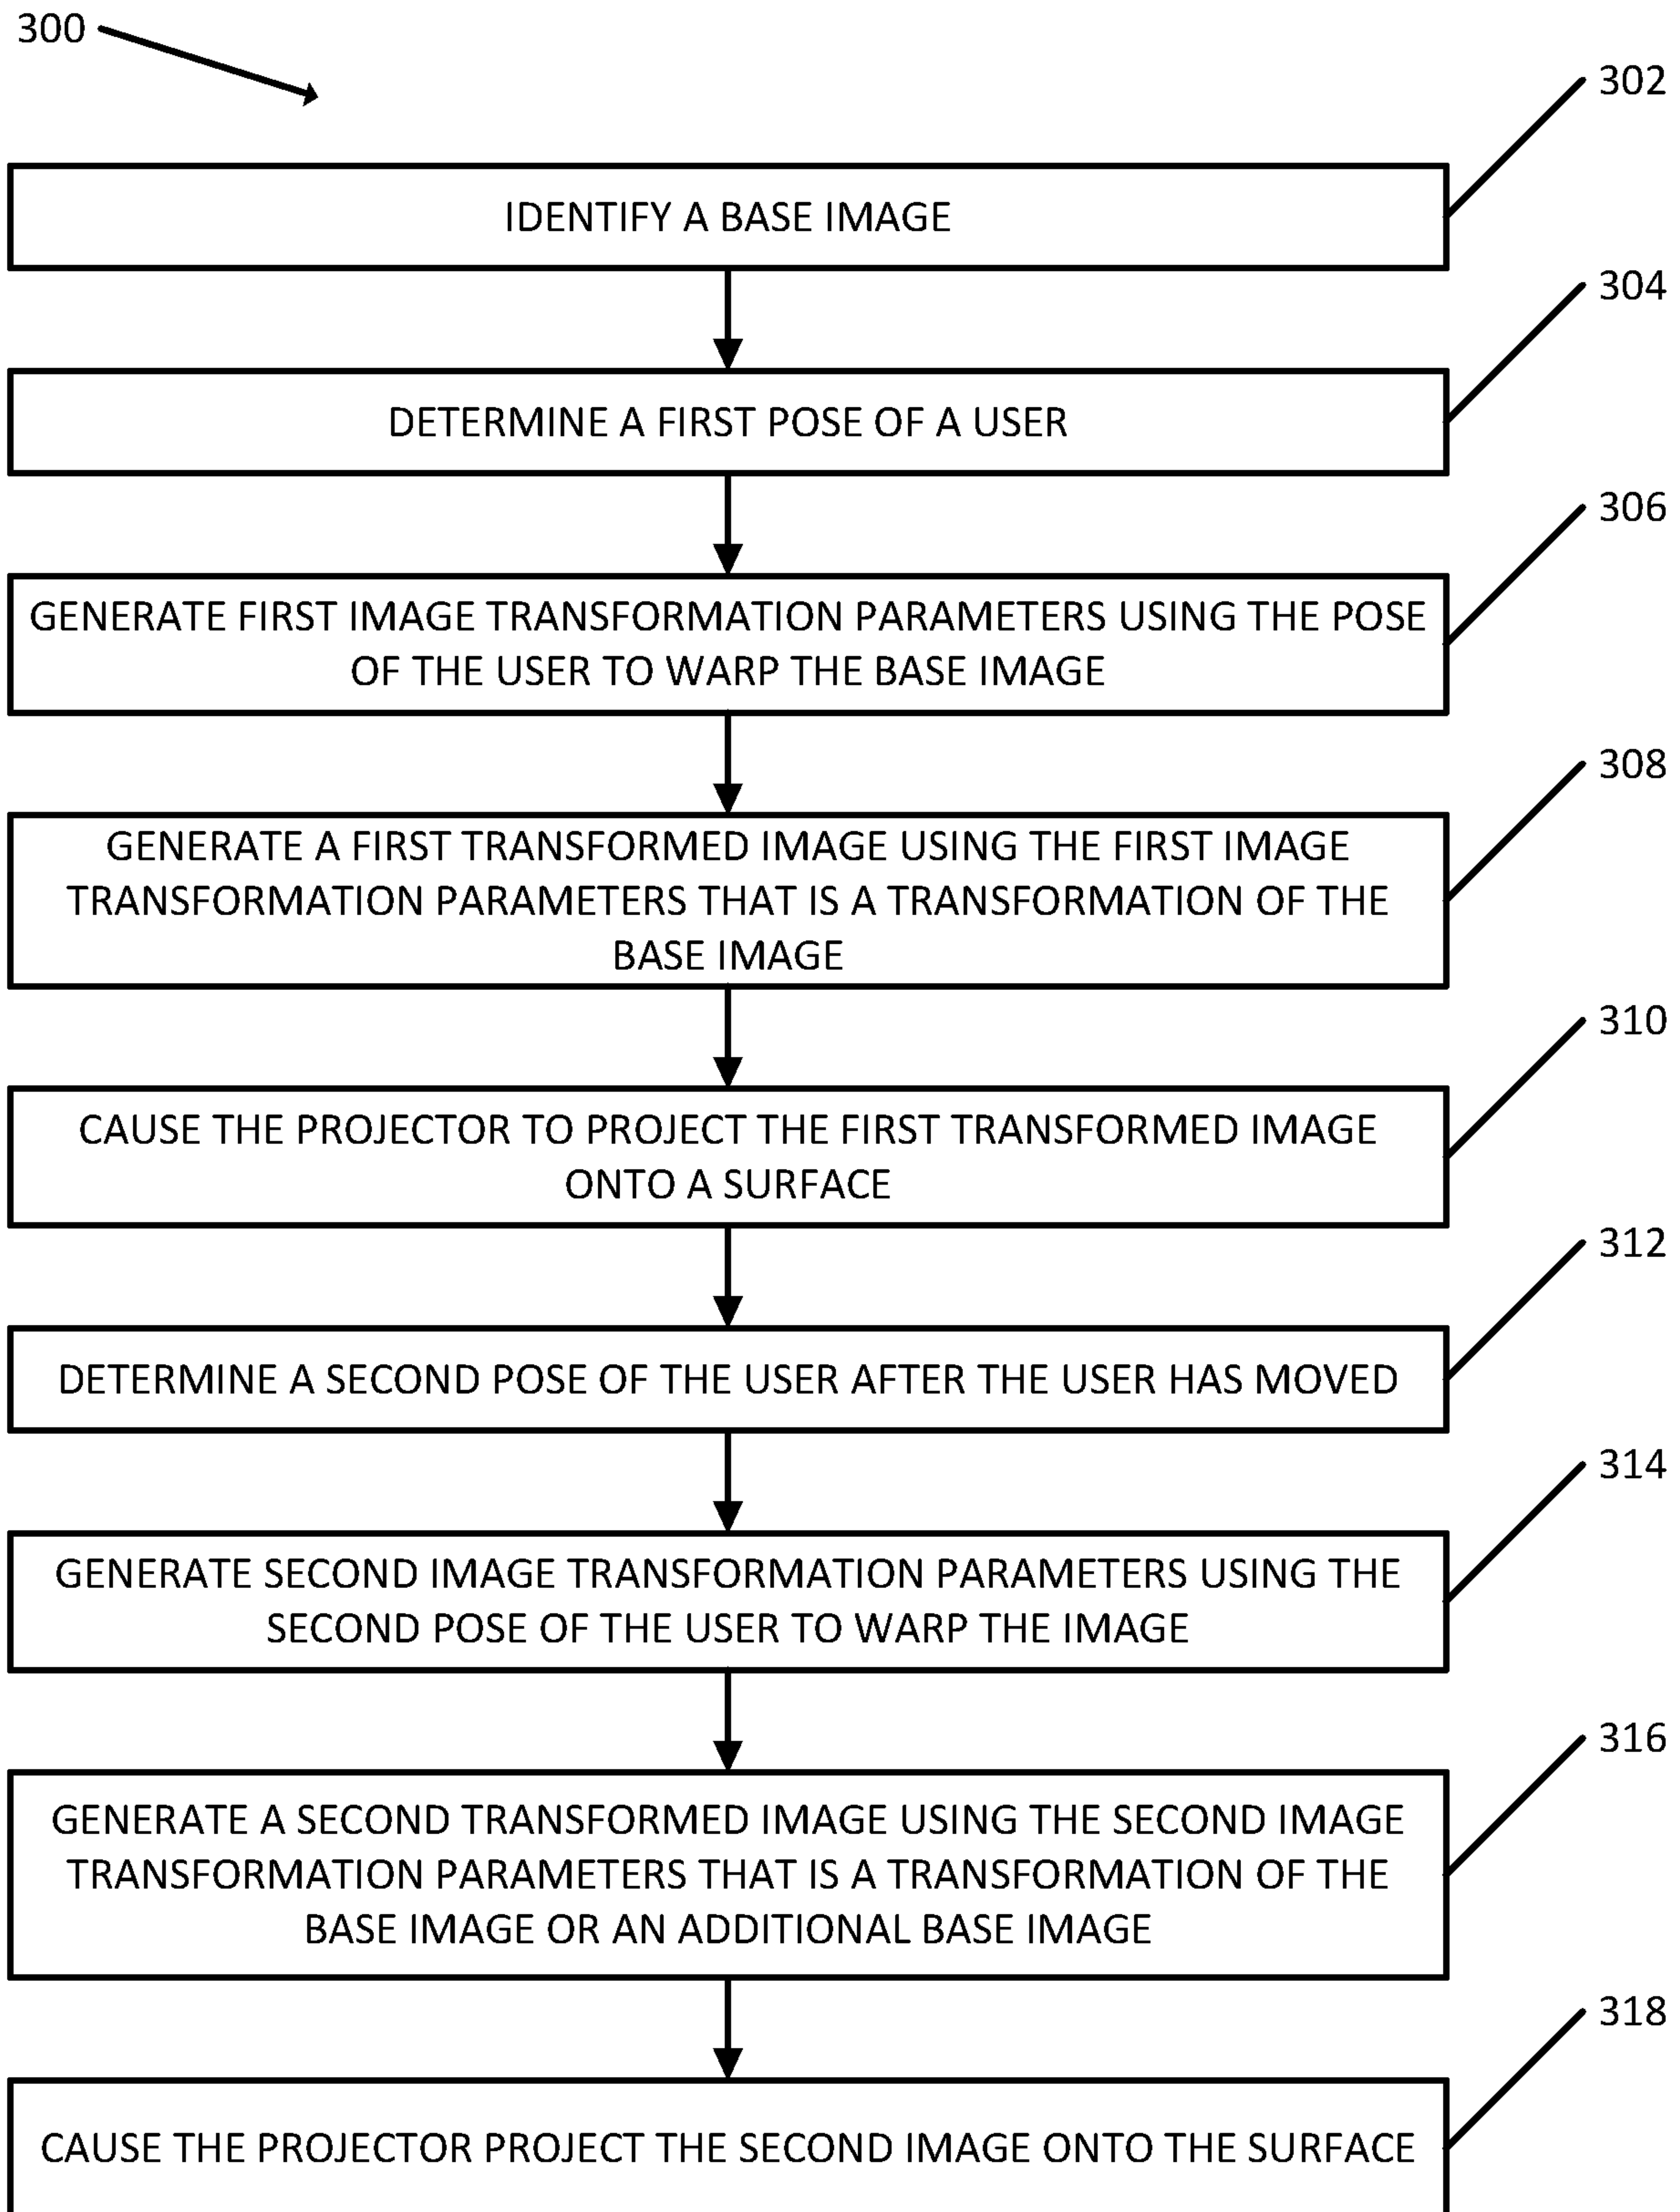 300
302
IDENTIFY A BASE IMAGE
304
DETERMINE A FIRST POSE OF A USER
306
GENERATE FIRST IMAGE TRANSFORMATION PARAMETERS USING THE POSE
OF THE USER TO WARP THE BASE IMAGE
308
GENERATE A FIRST TRANSFORMED IMAGE USING THE FIRST IMAGE
TRANSFORMATION PARAMETERS THAT IS A TRANSFORMATION OF THE
BASE IMAGE
310
CAUSE THE PROJECTOR TO PROJECT THE FIRST TRANSFORMED IMAGE
ONTO A SURFACE
312
DETERMINE A SECOND POSE OF THE USER AFTER THE USER HAS MOVED
314
GENERATE SECOND IMAGE TRANSFORMATION PARAMETERS USING THE
SECOND POSE OF THE USER TO WARP THE IMAGE
316
GENERATE A SECOND TRANSFORMED IMAGE USING THE SECOND IMAGE
TRANSFORMATION PARAMETERS THAT IS A TRANSFORMATION OF THE
BASE IMAGE OR AN ADDITIONAL BASE IMAGE
318
CAUSE THE PROJECTOR PROJECT THE SECOND IMAGE ONTO THE SURFACE